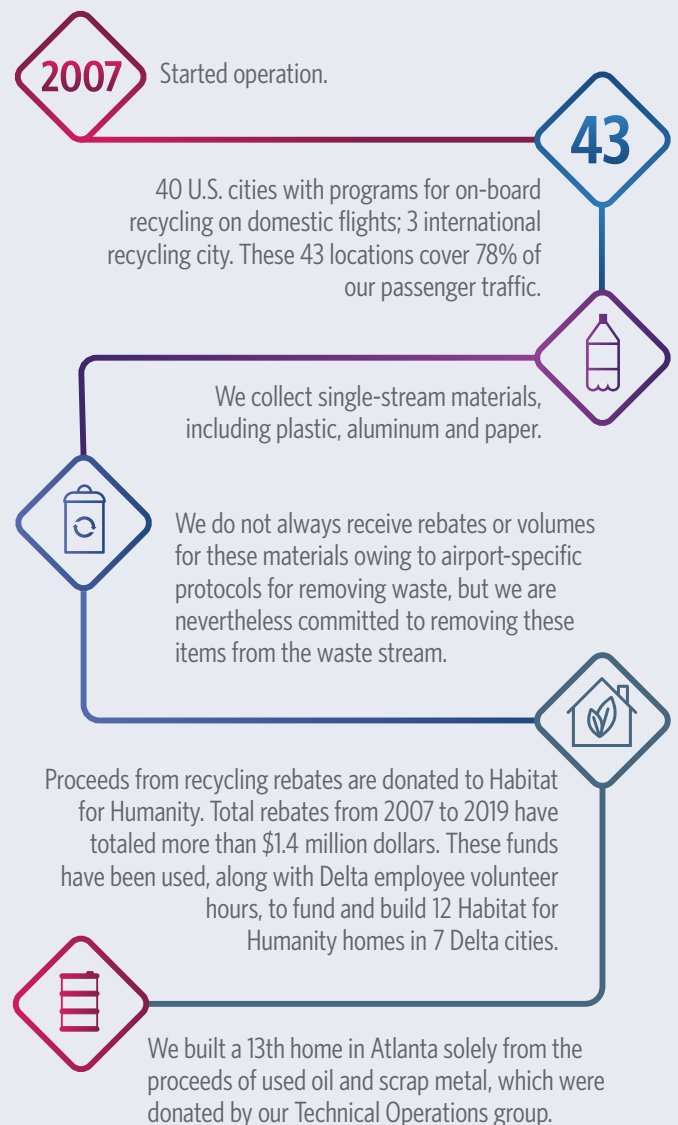 2007
Started operation.
43
40 U.S. cities with programs for on-board
recycling on domestic flights; 3 international
recycling city. These 43 locations cover 78% of
our passenger traffic.
We collect single-stream materials,
including plastic, aluminum and paper.
We do not always receive rebates or volumes
for these materials owing to airport-specific
protocols for removing waste, but we are
nevertheless committed to removing these
items from the waste stream.
Proceeds from recycling rebates are donated to Habitat
for Humanity. Total rebates from 2007 to 2019 have
totaled more than $1.4 million dollars. These funds
have been used, along with Delta employee volunteer
hours, to fund and build 12 Habitat for
Humanity homes in 7 Delta cities.
We built a 13th home in Atlanta solely from the
proceeds of used oil and scrap metal, which were
donated by our Technical Operations group.